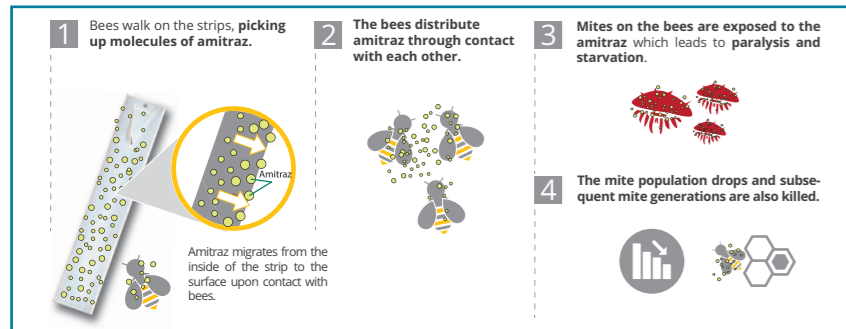 1
Bees walk on the strips, picking
up molecules of amitraz.
Amitraz
Amitraz migrates from the
inside of the strip to the
surface upon contact with
bees.
2
The bees distribute
amitraz through contact
with each other.
3
Mites on the bees are exposed to the
amitraz which leads to paralysis and
starvation.
4
The mite population drops and subse-
quent mite generations are also killed.